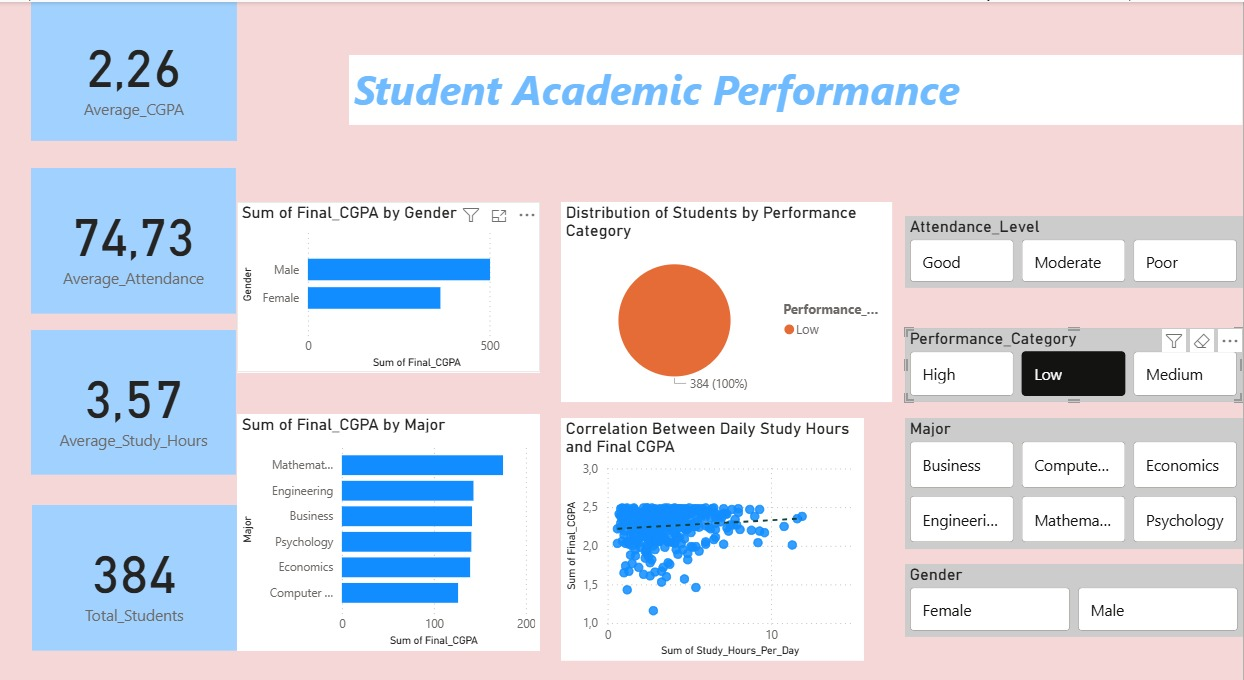 2,26
Average_CGPA
Student Academic Performance
74,73
Average_Attendance
3,57
Average_Study_Hours
384
Total_Students
Sum of Final_CGPA by Gender
Gender
Male
Female
0
500
Sum of Final_CGPA
Distribution of Students by Performance
Category
384 (100%)
Performance_...
Low
Sum of Final_CGPA by Major
Major
Mathemat...
Engineering
Business
Psychology
Economics
Computer ...
0
100
200
Sum of Final_CGPA
Correlation Between Daily Study Hours
and Final CGPA
Sum of Final_CGPA
3,0
2,5
2,0
1,5
1,0
0
10
Sum of Study_Hours_Per_Day
Attendance_Level
Good
Moderate
Poor
Performance_Category
High
Low
Medium
Major
Business
Compute...
Economics
Engineeri...
Mathema...
Psychology
Gender
Female
Male